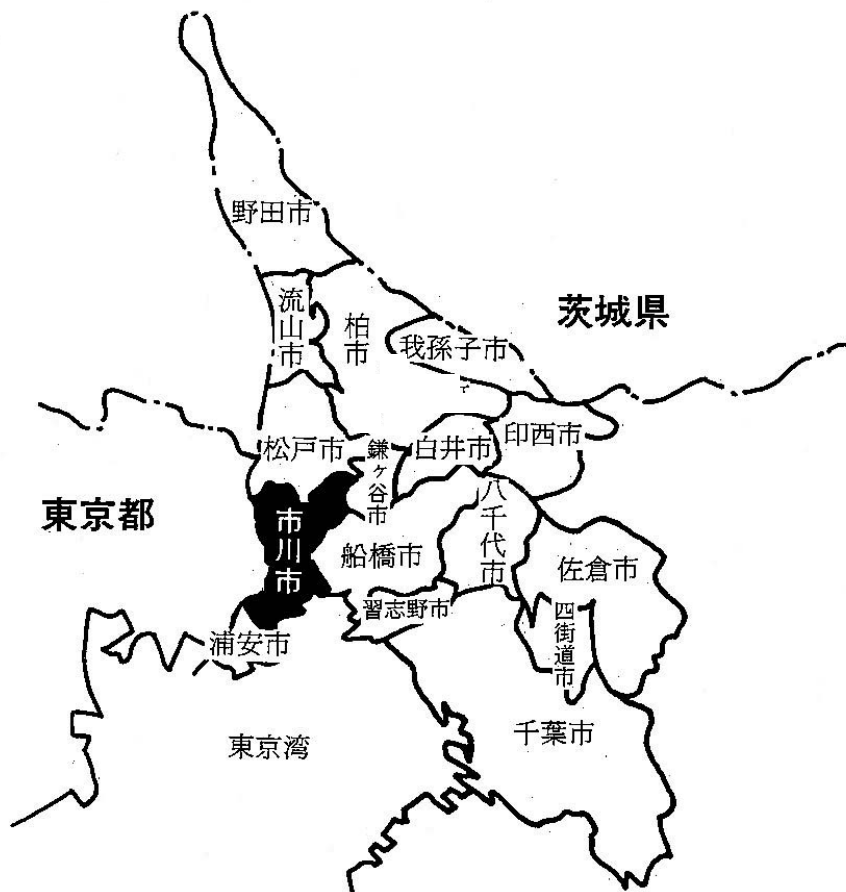 野田市
流山市
柏市
我孫子市
茨城県
松戸市
鎌ヶ谷市
白井市
印西市
東京都
市川市
船橋市
八千代市
佐倉市
習志野市
四街道市
浦安市
東京湾
千葉市